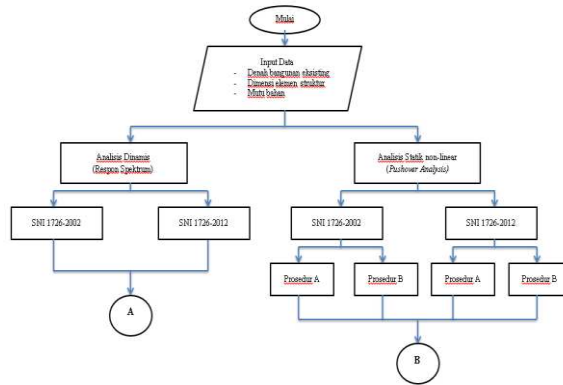 Mulai
Input Data
- Denah bangunan eksisting
- Dimensi elemen struktur
- Mutu bahan
Analisis Dinamis
(Respon Spektrum)
Analisis Statik non-linear
(Pushover Analysis)
SNI 1726-2002
SNI 1726-2012
SNI 1726-2002
SNI 1726-2012
Prosedur A
Prosedur B
Prosedur A
Prosedur B
A
B